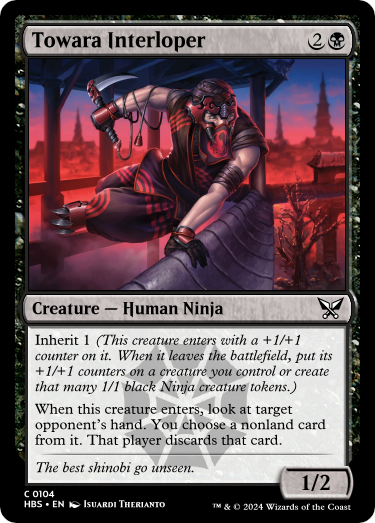 Towara Interloper 2
Creature — Human Ninja
Inherit 1 (This creature enters with a +1/+1
counter on it. When it leaves the battlefield, put its
+1/+1 counters on a creature you control or create
that many 1/1 black Ninja creature tokens.)
When this creature enters, look at target
opponent's hand. You choose a nonland card
from it. That player discards that card.
The best shinobi go unseen.
1/2
C 0104
HBS • EN Isuardi Therianto
™ & © 2024 Wizards of the Coast